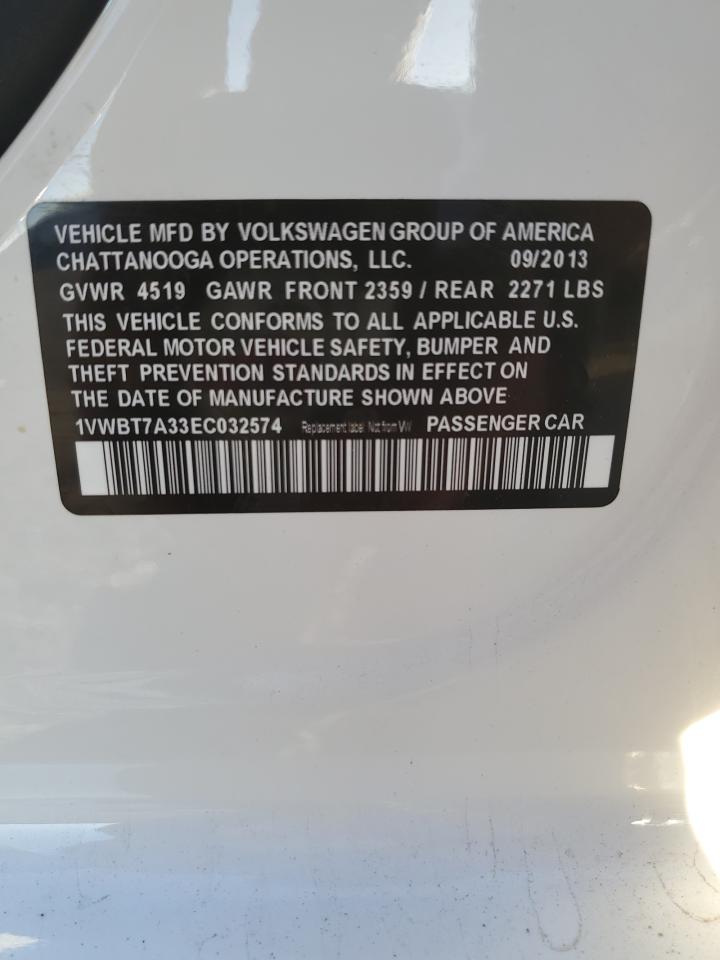 VEHICLE MFD BY VOLKSWAGEN GROUP OF AMERICA
CHATTANOOGA OPERATIONS, LLC. 09/2013
GVWR 4519 GAWR FRONT 2359 / REAR 2271 LBS
THIS VEHICLE CONFORMS TO ALL APPLICABLE U.S.
FEDERAL MOTOR VEHICLE SAFETY, BUMPER AND
THEFT PREVENTION STANDARDS IN EFFECT ON
THE DATE OF MANUFACTURE SHOWN ABOVE
1VWBT7A33EC032574 Replacement label Not from VW PASSENGER CAR